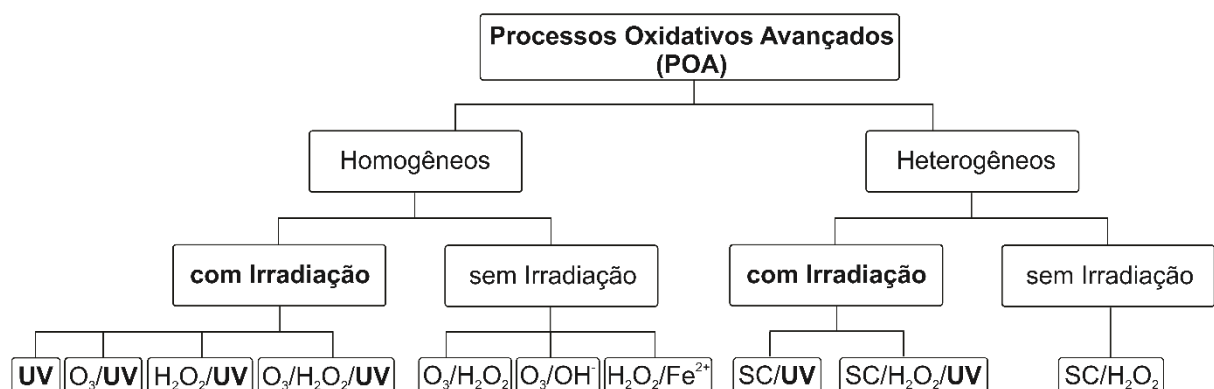 Processos Oxidativos Avançados
(POA)
Homogêneos
Heterogêneos
com Irradiação
sem Irradiação
com Irradiação
sem Irradiação
UV
O₃/UV
H₂O₂/UV
O₃/H₂O₂/UV
O₃/H₂O₂
O₃/OH⁻
H₂O₂/Fe²⁺
SC/UV
SC/H₂O₂/UV
SC/H₂O₂